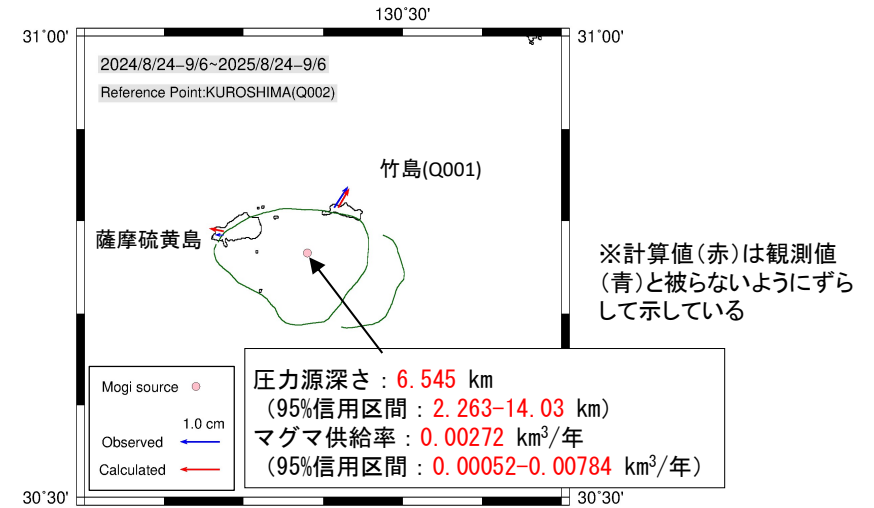 130˚30'
31˚00'
31˚00'
2024/8/24−9/6~2025/8/24−9/6
Reference Point:KUROSHIMA(Q002)
竹島(Q001)
薩摩硫黄島
※計算値（赤）は観測値
（青）と被らないようにずら
して示している
Mogi source
1.0 cm
Observed
Calculated
圧力源深さ：6.545 km
（95%信用区間：2.263-14.03 km）
マグマ供給率：0.00272 km³/年
（95%信用区間：0.00052-0.00784 km³/年）
30˚30'
30˚30'